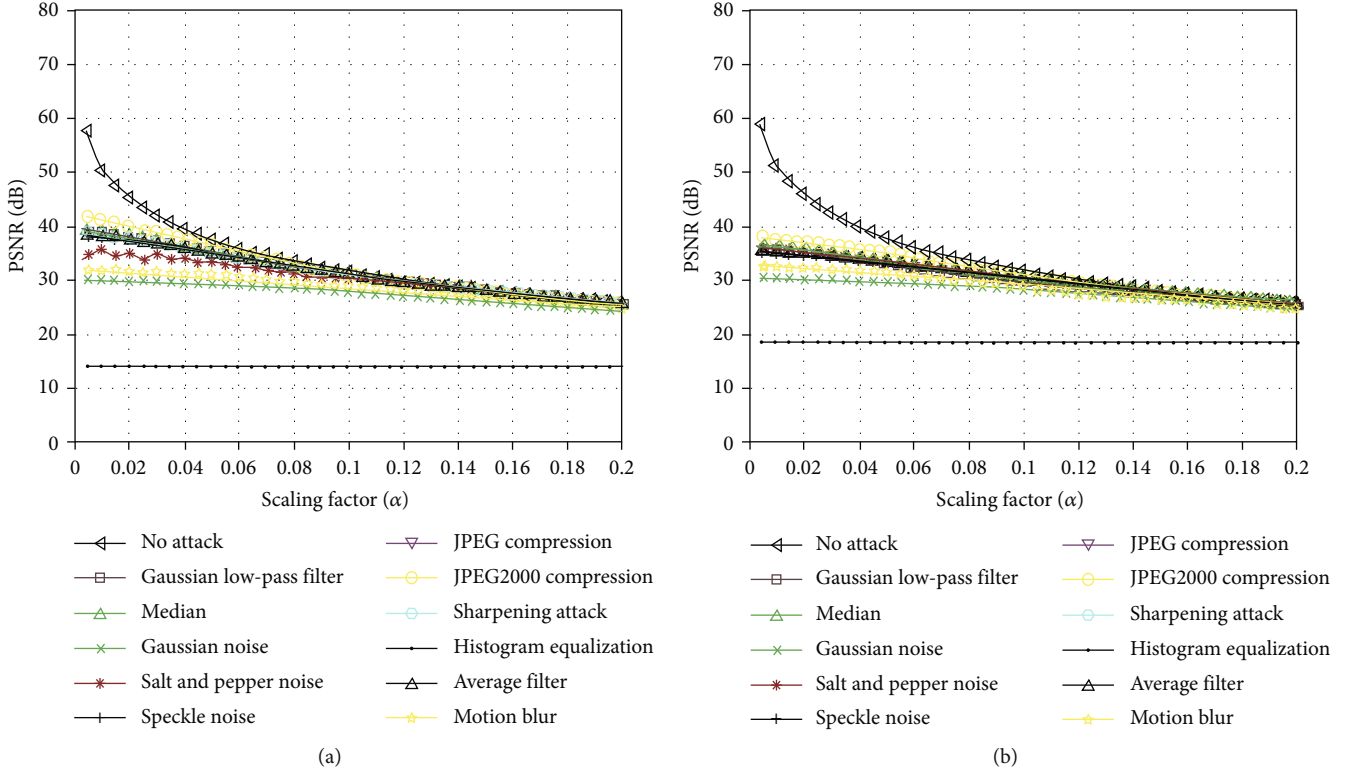 80
70
60
50
40
30
20
10
0
PSNR (dB)
0 0.02 0.04 0.06 0.08 0.1 0.12 0.14 0.16 0.18 0.2
Scaling factor (α)
No attack
Gaussian low-pass filter
Median
Gaussian noise
Salt and pepper noise
Speckle noise
JPEG compression
JPEG2000 compression
Sharpening attack
Histogram equalization
Average filter
Motion blur
(a)
80
70
60
50
40
30
20
10
0
PSNR (dB)
0 0.02 0.04 0.06 0.08 0.1 0.12 0.14 0.16 0.18 0.2
Scaling factor (α)
No attack
Gaussian low-pass filter
Median
Gaussian noise
Salt and pepper noise
Speckle noise
JPEG compression
JPEG2000 compression
Sharpening attack
Histogram equalization
Average filter
Motion blur
(b)